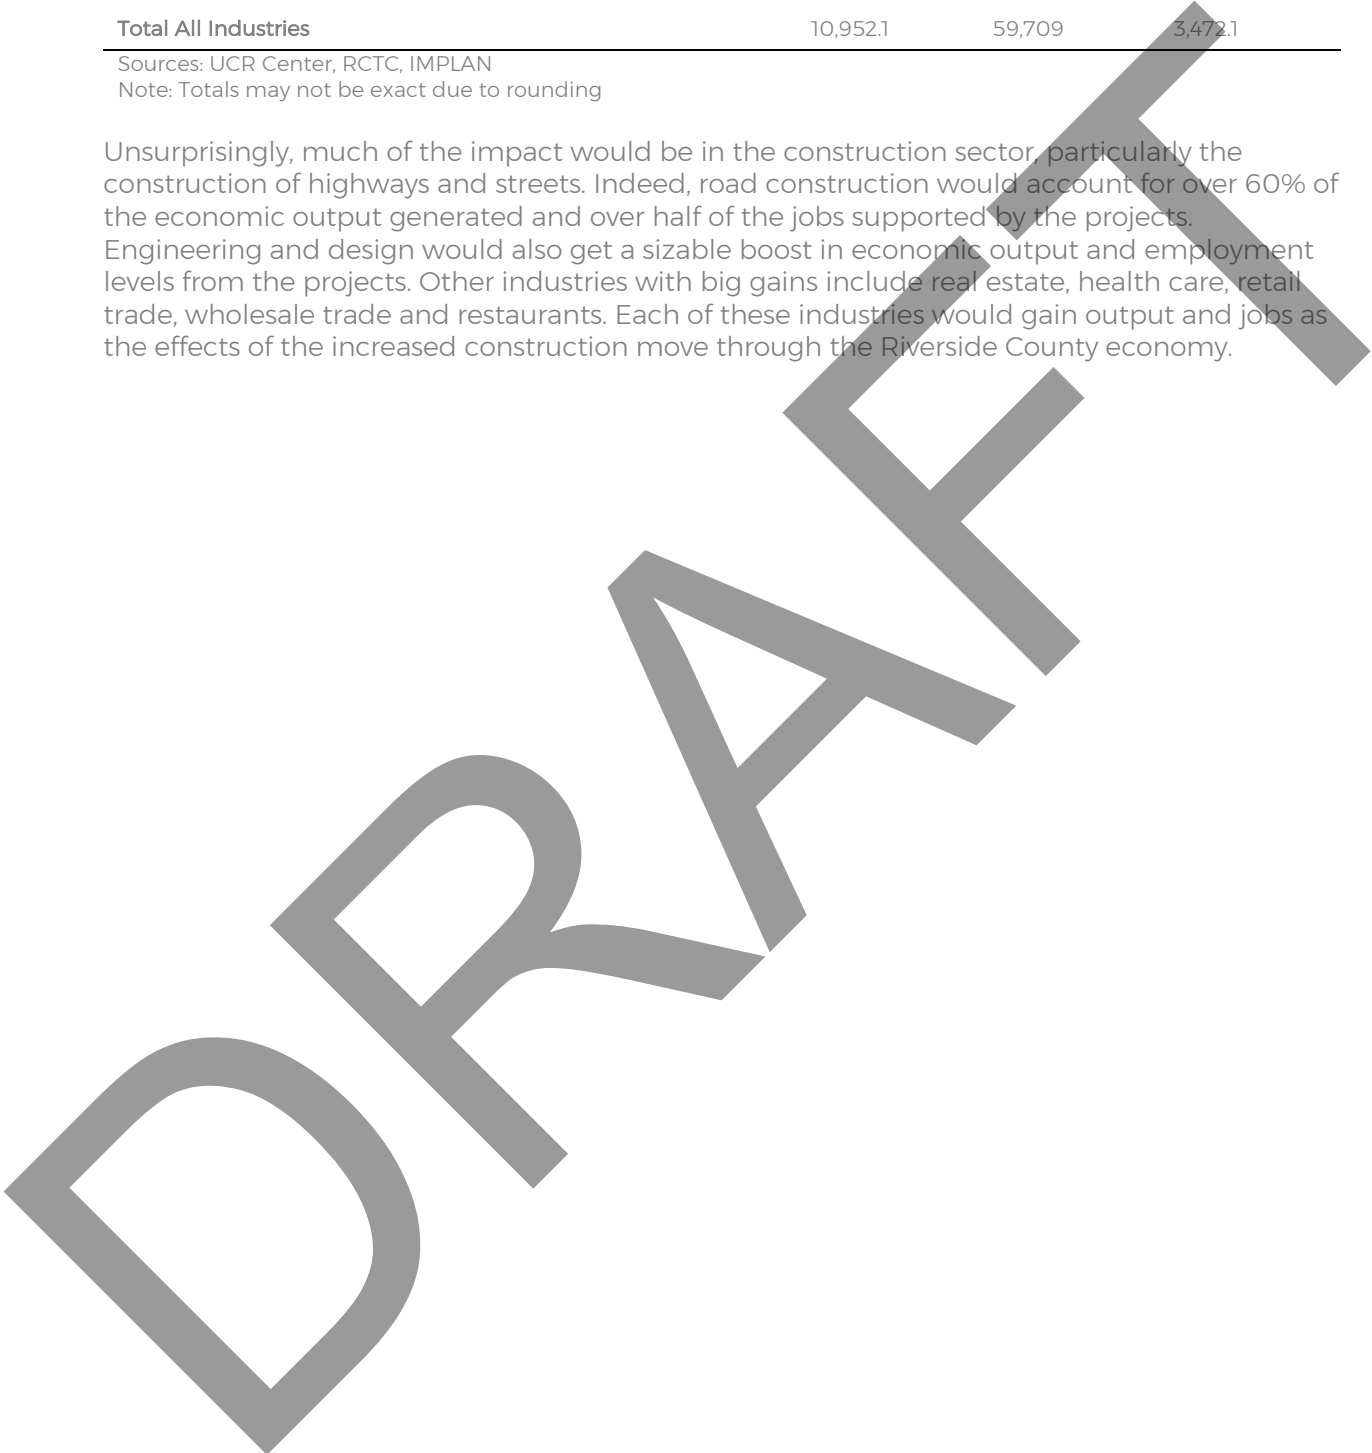 Total All Industries 10,952.1 59,709 3,472.1
Sources: UCR Center, RCTC, IMPLAN
Note: Totals may not be exact due to rounding
Unsurprisingly, much of the impact would be in the construction sector, particularly the
construction of highways and streets. Indeed, road construction would account for over 60% of
the economic output generated and over half of the jobs supported by the projects.
Engineering and design would also get a sizable boost in economic output and employment
levels from the projects. Other industries with big gains include real estate, health care, retail
trade, wholesale trade and restaurants. Each of these industries would gain output and jobs as
the effects of the increased construction move through the Riverside County economy.
DRAFT